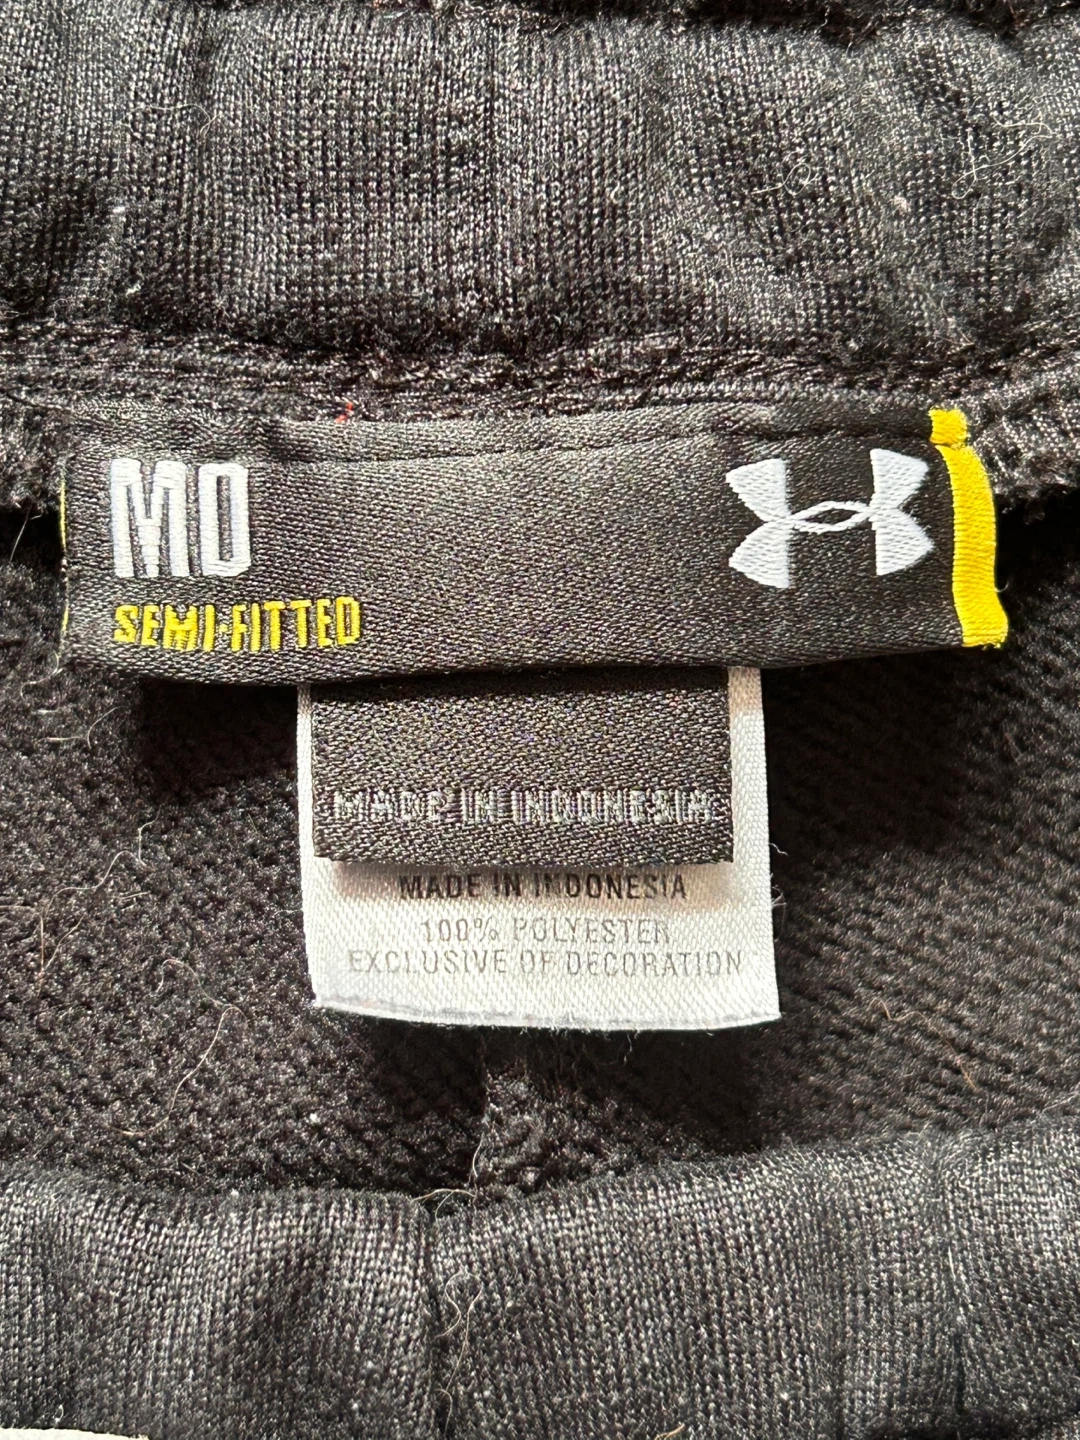 MD
SEMI-FITTED
MADE IN INDONESIA
MADE IN INDONESIA
100% POLYESTER
EXCLUSIVE OF DECORATION